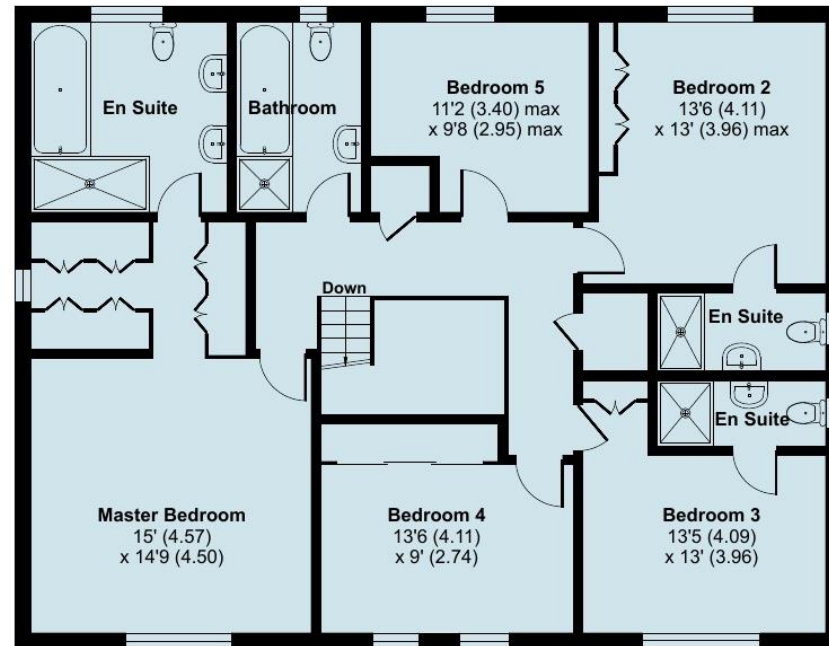 En Suite
Bathroom
Bedroom 5
11'2 (3.40) max
x 9'8 (2.95) max
Bedroom 2
13'6 (4.11)
x 13' (3.96) max
Down
En Suite
En Suite
Master Bedroom
15' (4.57)
x 14'9 (4.50)
Bedroom 4
13'6 (4.11)
x 9' (2.74)
Bedroom 3
13'5 (4.09)
x 13' (3.96)